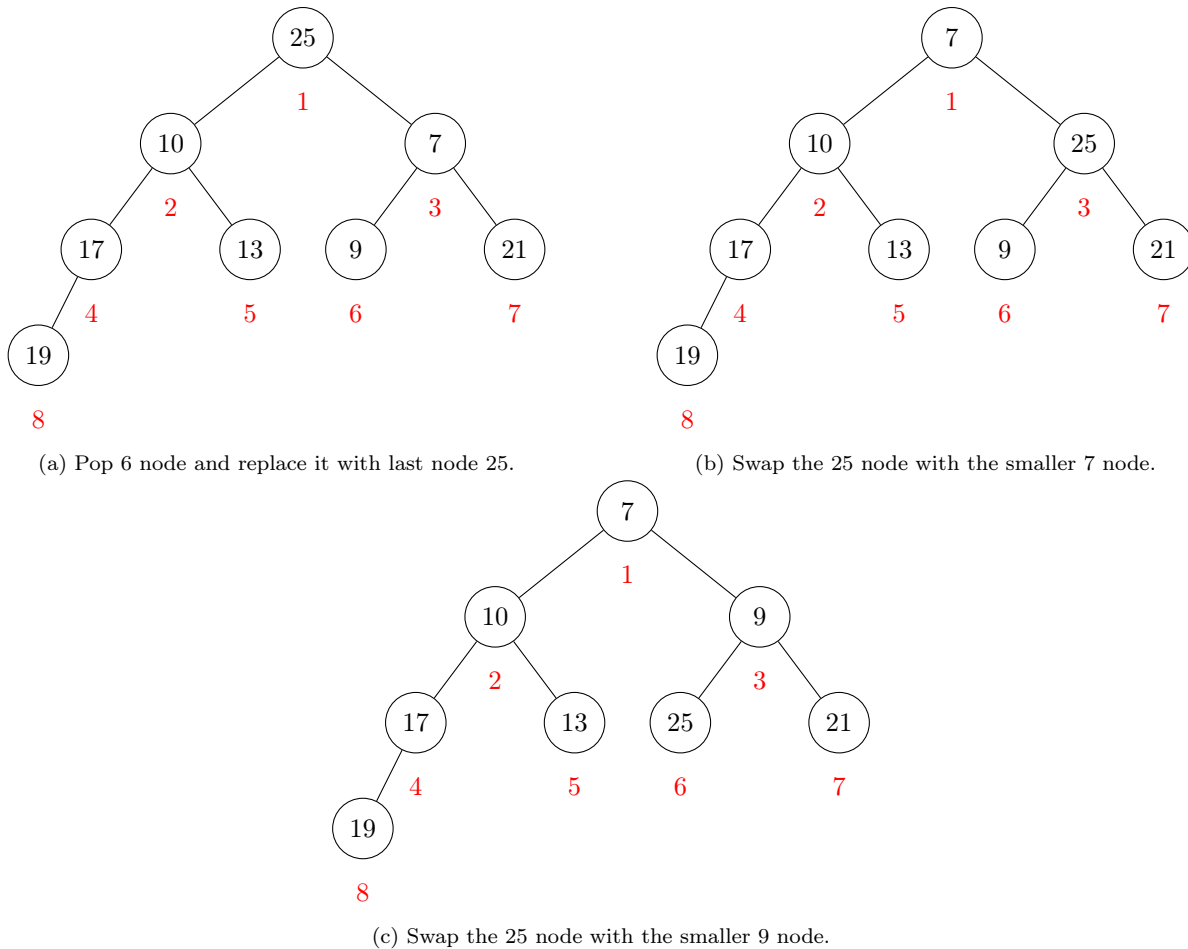 25 7
1 1
10 7 10 25
2 3 2 3
17 13 9 21 17 13 9 21
4 5 6 7 4 5 6 7
19 19
8 8
(a) Pop 6 node and replace it with last node 25. (b) Swap the 25 node with the smaller 7 node.
7
1
10 9
2 3
17 13 25 21
4 5 6 7
19
8
(c) Swap the 25 node with the smaller 9 node.